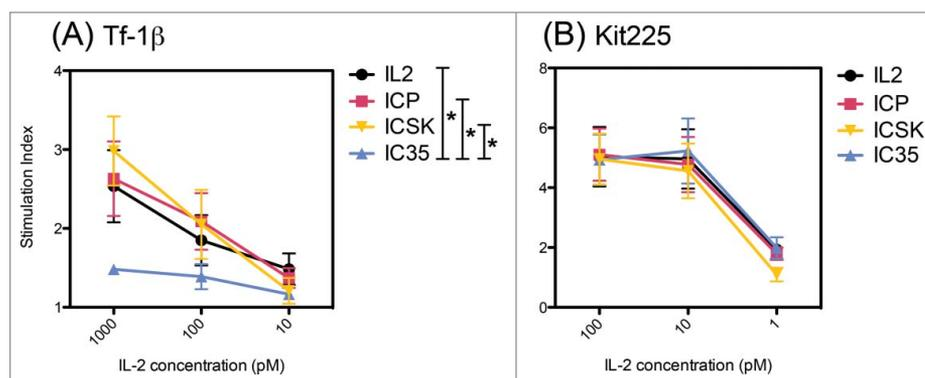 (A) Tf-1β
4
3
2
1
Stimulation Index
1000
100
10
IL-2 concentration (pM)
IL2
ICP
ICSK
IC35
*
*
*
(B) Kit225
8
6
4
2
0
100
10
1
IL-2 concentration (pM)
IL2
ICP
ICSK
IC35